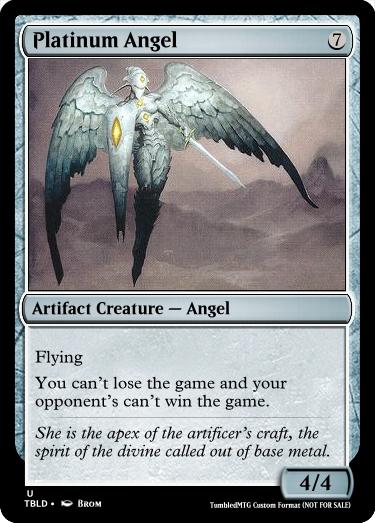 Platinum Angel
7
Artifact Creature — Angel
Flying
You can't lose the game and your
opponent's can't win the game.
She is the apex of the artificer's craft, the
spirit of the divine called out of base metal.
4/4
U
TBLD • BROM
TumbledMTG Custom Format (NOT FOR SALE)